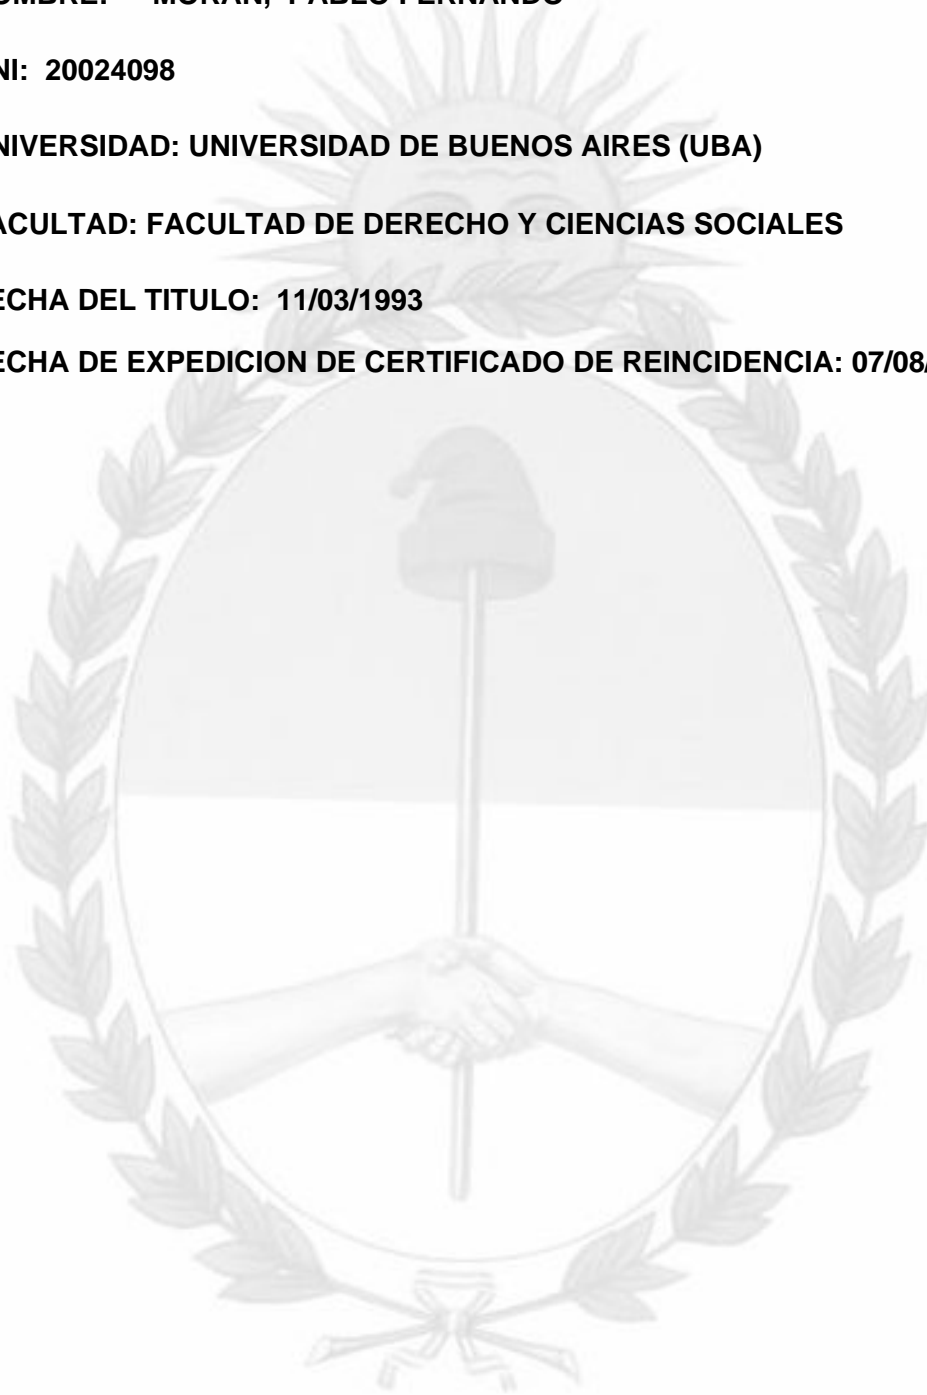 OMBRE: MORAN, PABLO FERNANDO
NI: 20024098
NIVERSIDAD: UNIVERSIDAD DE BUENOS AIRES (UBA)
ACULTAD: FACULTAD DE DERECHO Y CIENCIAS SOCIALES
ECHA DEL TITULO: 11/03/1993
ECHA DE EXPEDICION DE CERTIFICADO DE REINCIDENCIA: 07/08/